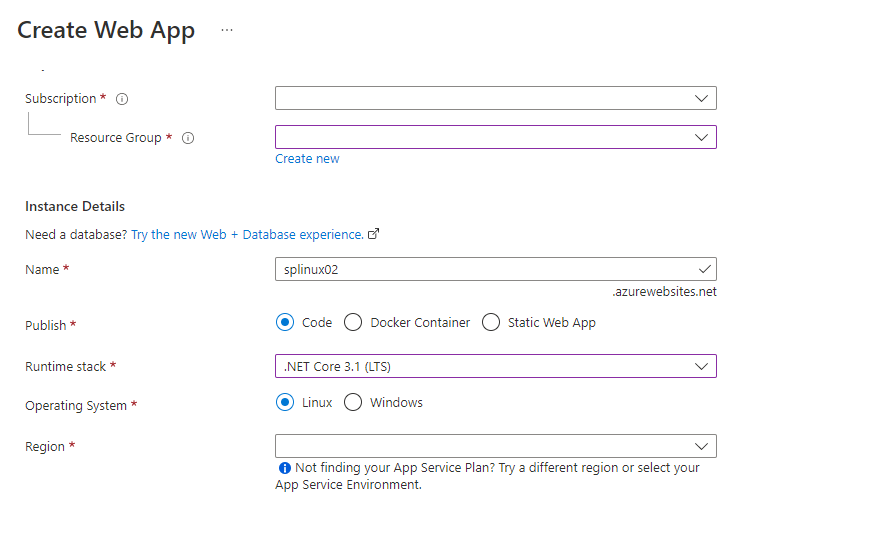 Create Web App ...
Subscription *
Resource Group *
Create new
Instance Details
Need a database? Try the new Web + Database experience.
Name *
splinux02
.azurewebsites.net
Publish *
Code Docker Container Static Web App
Runtime stack *
.NET Core 3.1 (LTS)
Operating System *
Linux Windows
Region *
Not finding your App Service Plan? Try a different region or select your
App Service Environment.